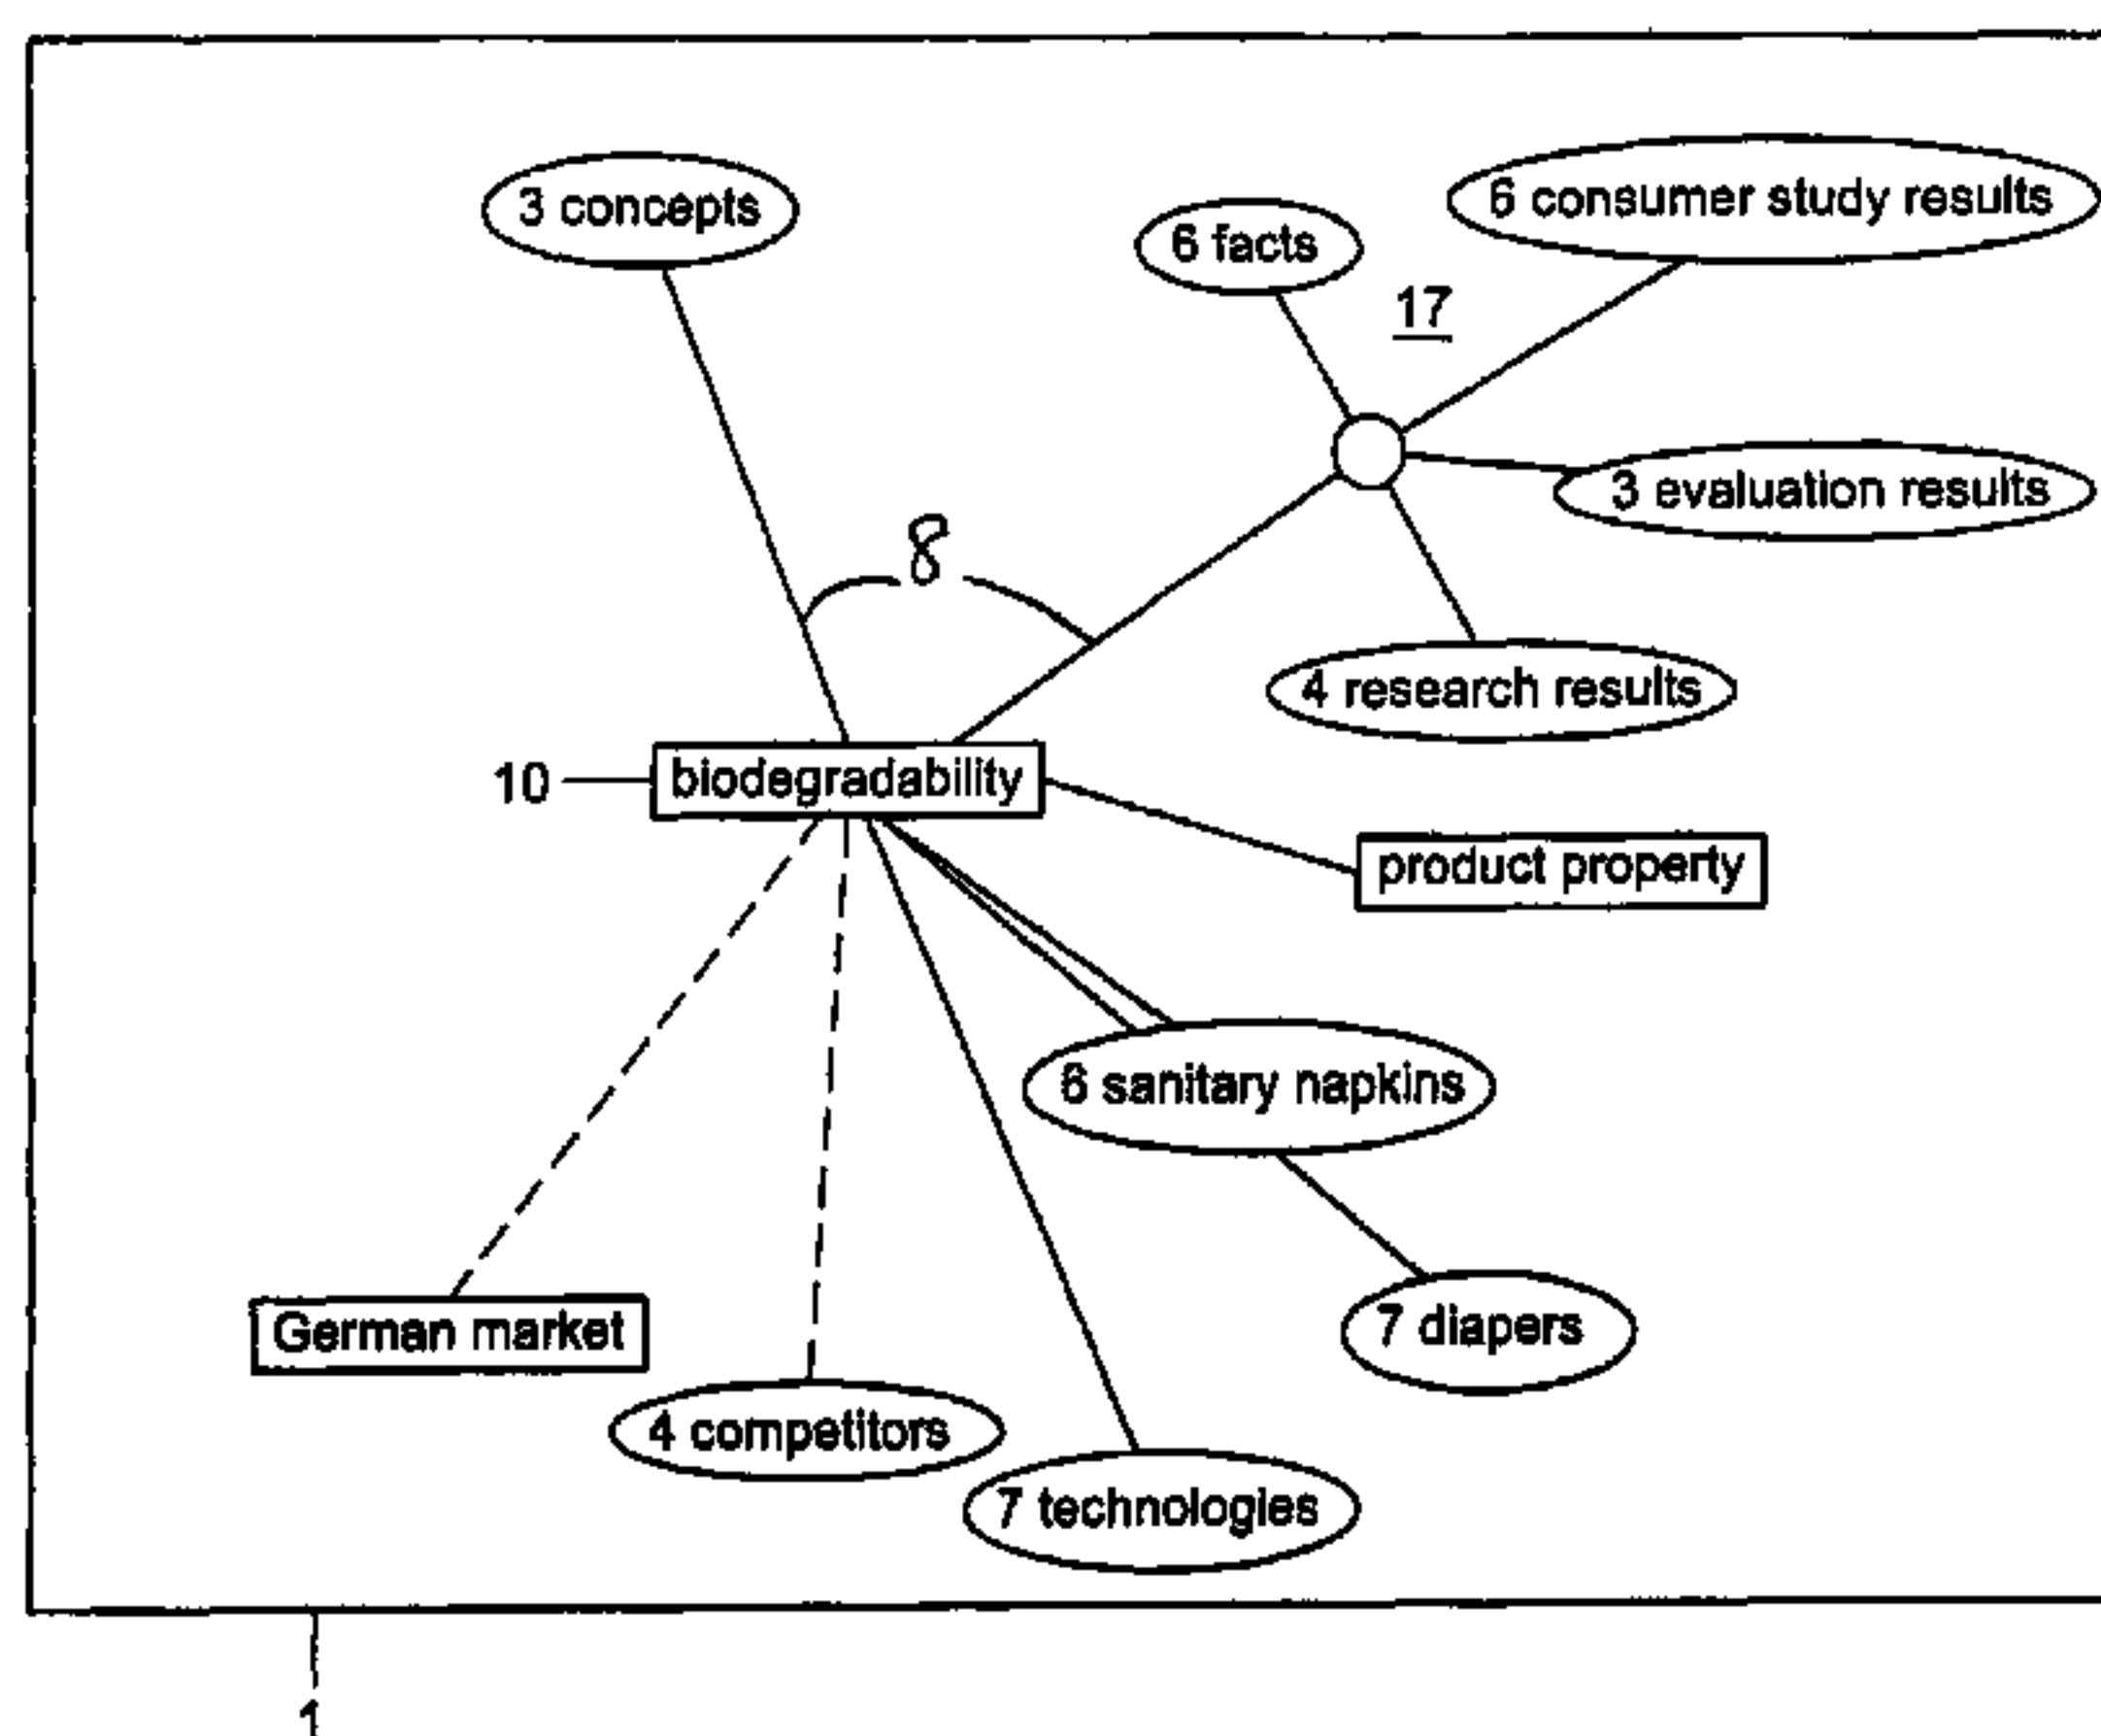 3 concepts
6 facts
6 consumer study results
17
3 evaluation results
8
4 research results
10
biodegradability
product property
6 sanitary napkins
German market
7 diapers
4 competitors
7 technologies
1